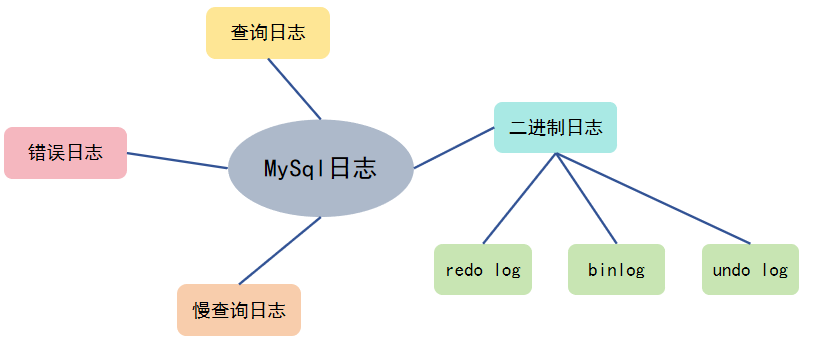 查询日志
错误日志
MySql日志
二进制日志
redo log
binlog
undo log
慢查询日志